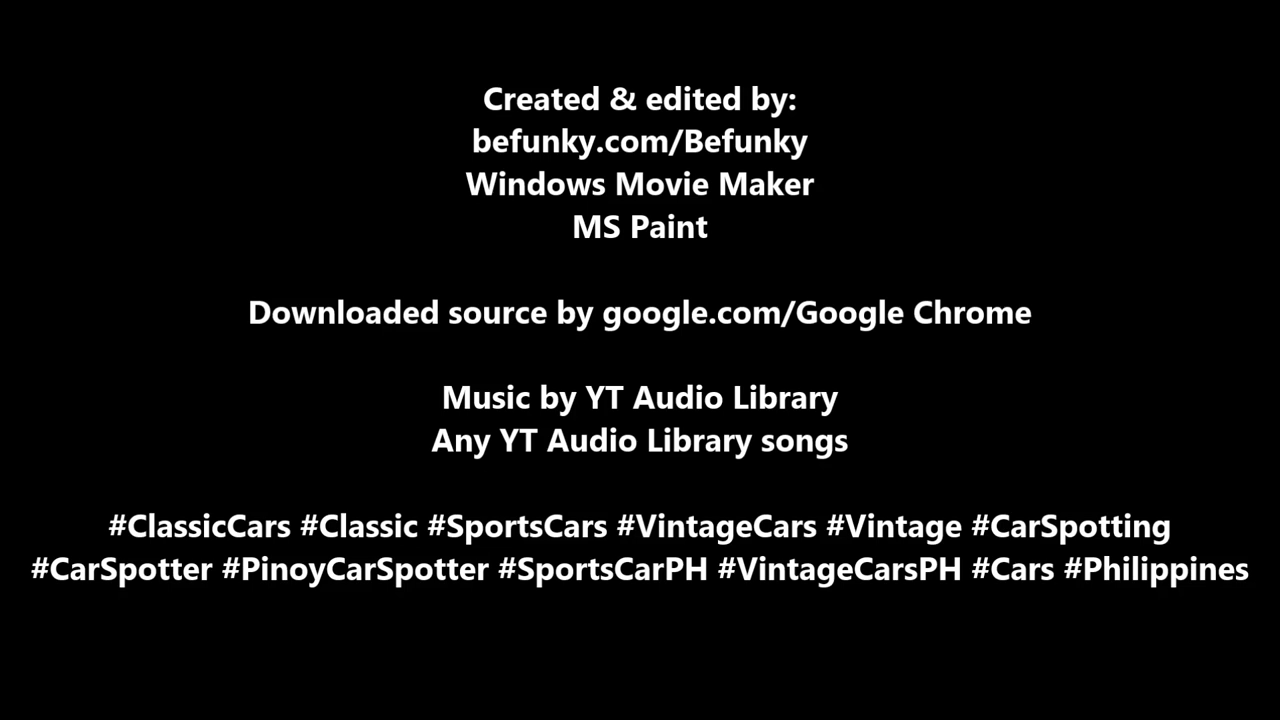 Created & edited by:
befunky.com/Befunky
Windows Movie Maker
MS Paint
Downloaded source by google.com/Google Chrome
Music by YT Audio Library
Any YT Audio Library songs
#ClassicCars #Classic #SportsCars #VintageCars #Vintage #CarSpotting
#CarSpotter #PinoyCarSpotter #SportsCarPH #VintageCarsPH #Cars #Philippines